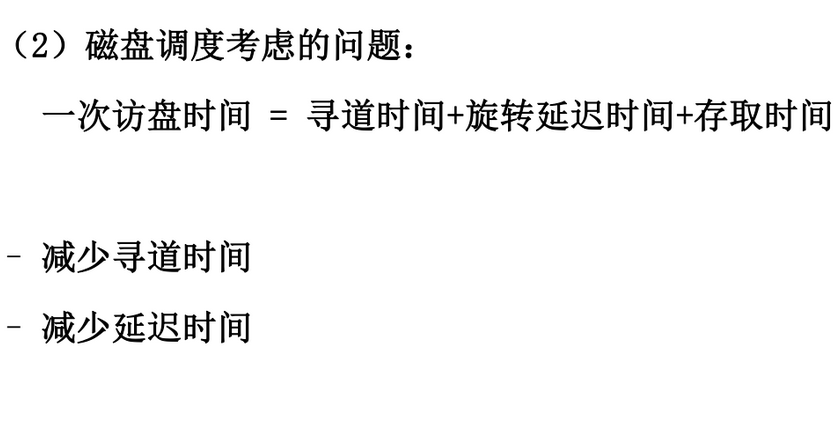 （2）磁盘调度考虑的问题：
一次访盘时间 = 寻道时间+旋转延迟时间+存取时间
- 减少寻道时间
- 减少延迟时间